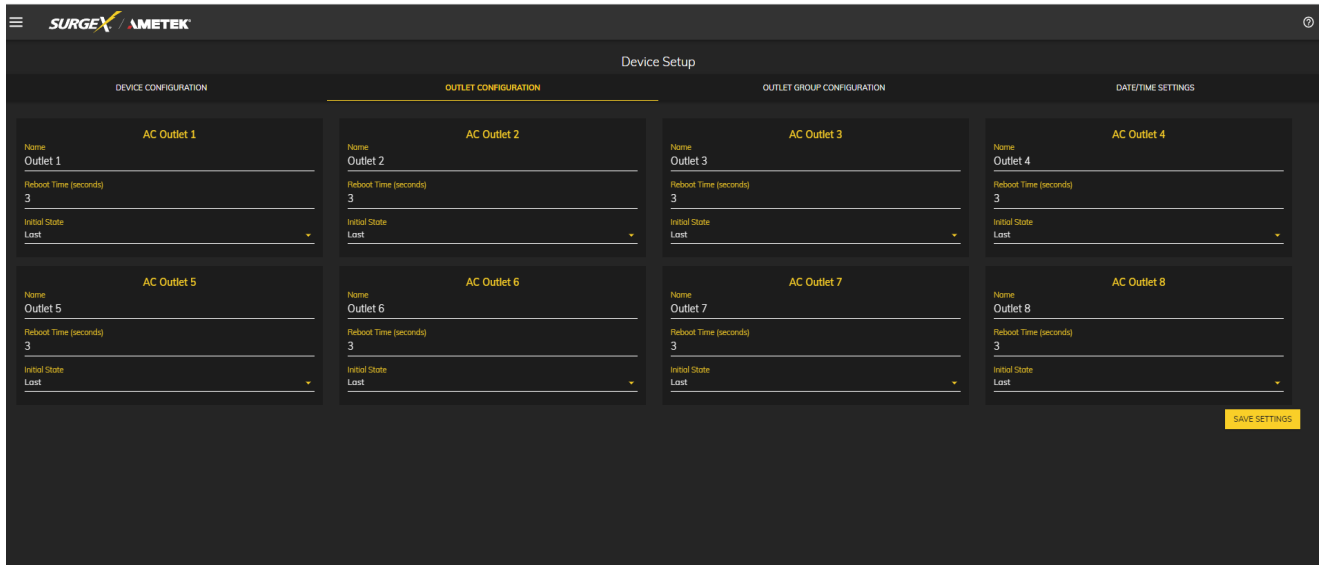 SURGEX / AMETEK
Device Setup
DEVICE CONFIGURATION OUTLET CONFIGURATION OUTLET GROUP CONFIGURATION DATE/TIME SETTINGS
AC Outlet 1
Name
Outlet 1
Reboot Time (seconds)
3
Initial State
Last
AC Outlet 2
Name
Outlet 2
Reboot Time (seconds)
3
Initial State
Last
AC Outlet 3
Name
Outlet 3
Reboot Time (seconds)
3
Initial State
Last
AC Outlet 4
Name
Outlet 4
Reboot Time (seconds)
3
Initial State
Last
AC Outlet 5
Name
Outlet 5
Reboot Time (seconds)
3
Initial State
Last
AC Outlet 6
Name
Outlet 6
Reboot Time (seconds)
3
Initial State
Last
AC Outlet 7
Name
Outlet 7
Reboot Time (seconds)
3
Initial State
Last
AC Outlet 8
Name
Outlet 8
Reboot Time (seconds)
3
Initial State
Last
SAVE SETTINGS